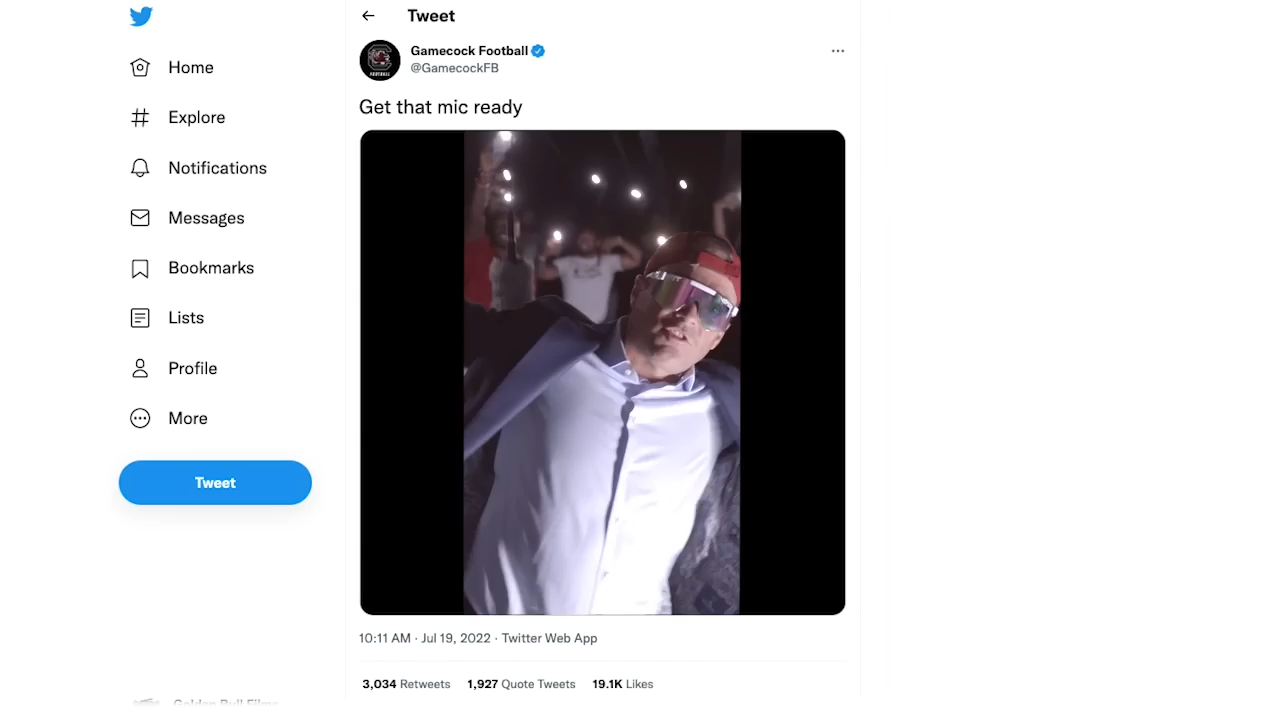 Tweet
Gamecock Football
@GamecockFB
Home
Explore
Notifications
Messages
Bookmarks
Lists
Profile
More
Tweet
Get that mic ready
FOOTBALL
10:11 AM · Jul 19, 2022 · Twitter Web App
3,034 Retweets 1,927 Quote Tweets 19.1K Likes